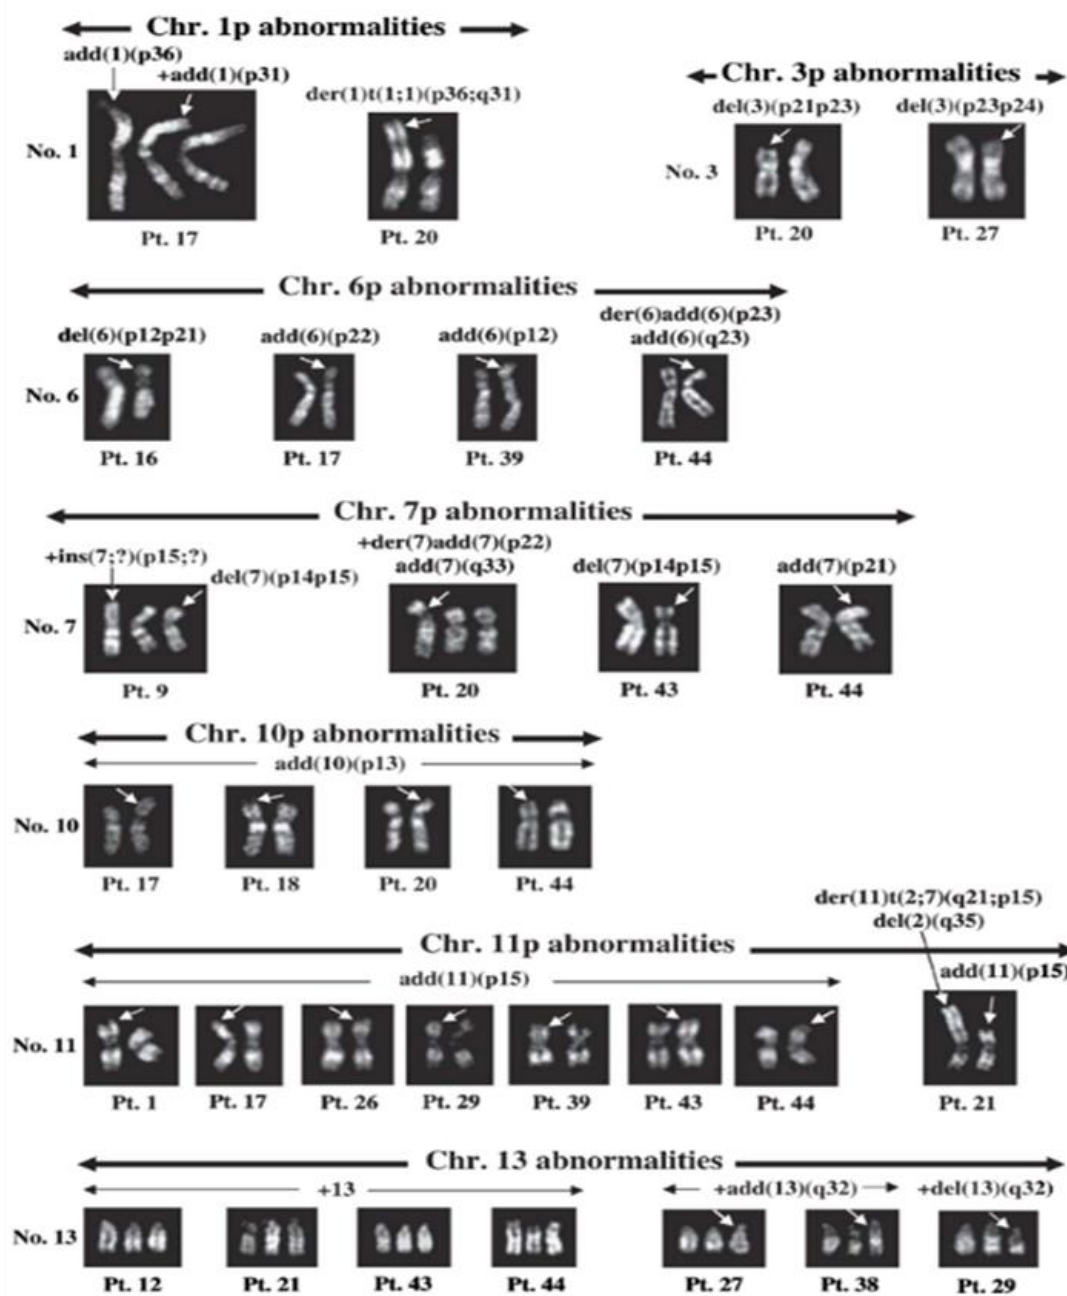 Chr. 1p abnormalities
add(1)(p36)
+add(1)(p31)
der(1)t(1;1)(p36;q31)
No. 1
Pt. 17
Pt. 20
Chr. 3p abnormalities
del(3)(p21p23) del(3)(p23p24)
No. 3
Pt. 20 Pt. 27
Chr. 6p abnormalities
del(6)(p12p21) add(6)(p22) add(6)(p12) der(6)add(6)(p23)
add(6)(q23)
No. 6
Pt. 16 Pt. 17 Pt. 39 Pt. 44
Chr. 7p abnormalities
+ins(7;?)(p15;?)
del(7)(p14p15)
+der(7)add(7)(p22)
add(7)(q33)
del(7)(p14p15)
add(7)(p21)
No. 7
Pt. 9 Pt. 20 Pt. 43 Pt. 44
Chr. 10p abnormalities
add(10)(p13)
No. 10
Pt. 17 Pt. 18 Pt. 20 Pt. 44
Chr. 11p abnormalities
add(11)(p15)
der(11)t(2;7)(q21;p15)
del(2)(q35)
add(11)(p15)
No. 11
Pt. 1 Pt. 17 Pt. 26 Pt. 29 Pt. 39 Pt. 43 Pt. 44 Pt. 21
Chr. 13 abnormalities
+13 +add(13)(q32) +del(13)(q32)
No. 13
Pt. 12 Pt. 21 Pt. 43 Pt. 44 Pt. 27 Pt. 38 Pt. 29